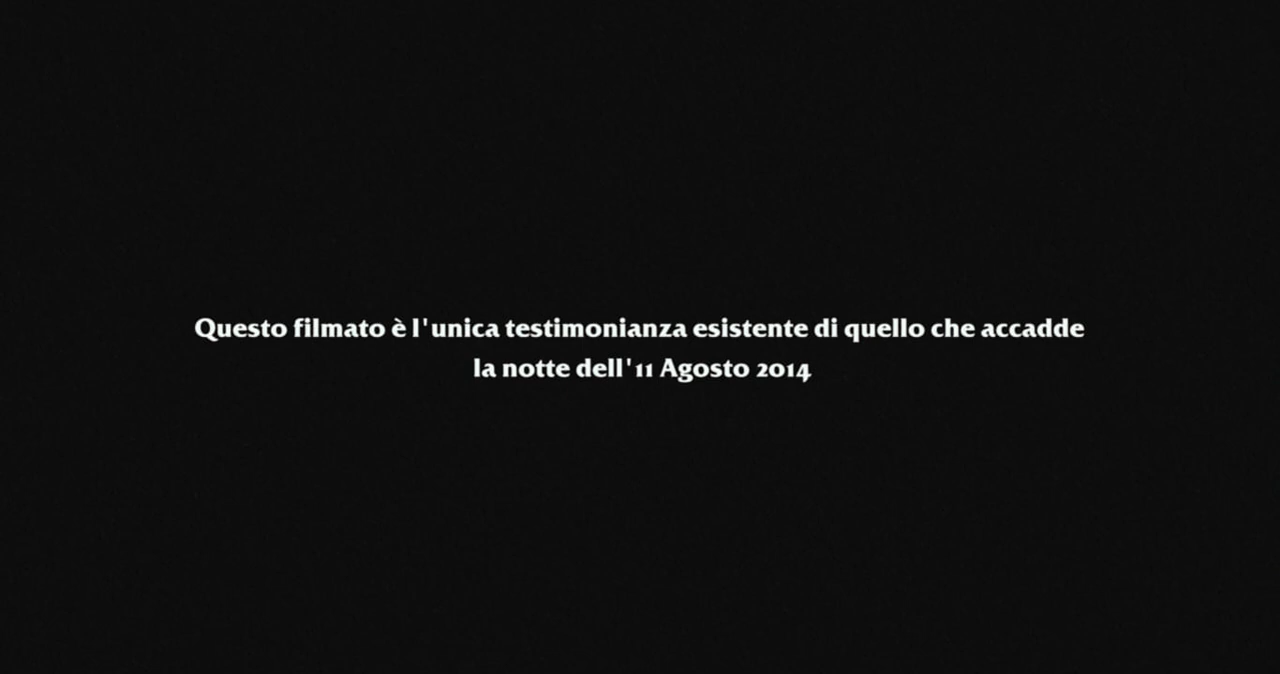 Questo filmato è l'unica testimonianza esistente di quello che accadde
la notte dell'11 Agosto 2014